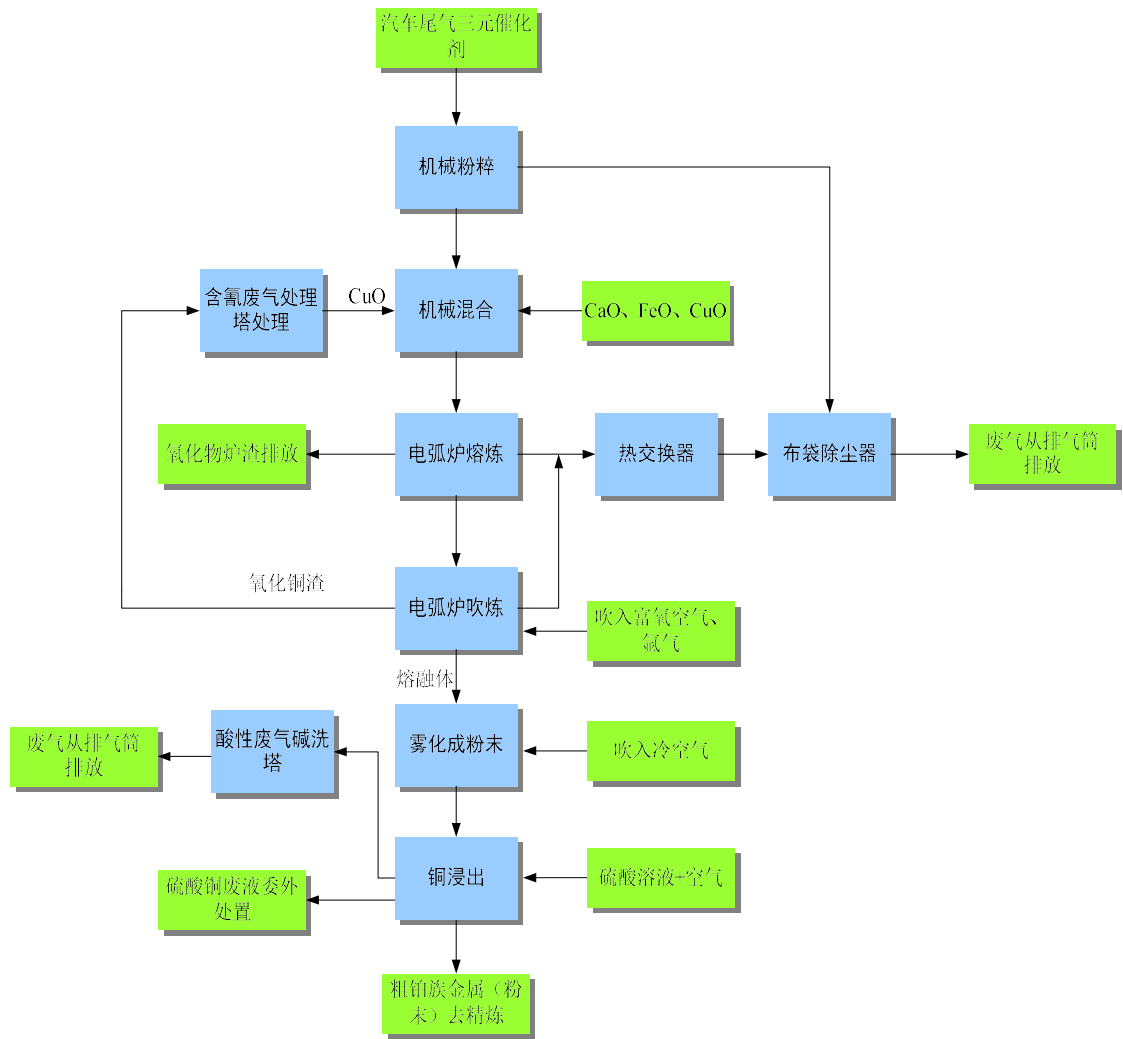 汽车尾气三元催化
剂
机械粉粹
含氰废气处理
塔处理
CuO
机械混合
CaO、FeO、CuO
氧化物炉渣排放
电弧炉熔炼
热交换器
布袋除尘器
废气从排气筒
排放
氧化铜渣
电弧炉吹炼
吹入富氧空气、
氩气
熔融体
废气从排气筒
排放
酸性废气碱洗
塔
雾化成粉末
吹入冷空气
硫酸铜废液委外
处置
铜浸出
硫酸溶液+空气
粗铂族金属（粉
末）去精炼